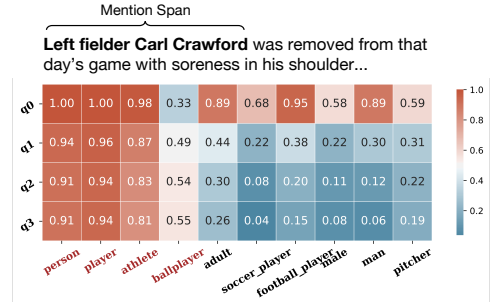 Mention Span
Left fielder Carl Crawford was removed from that
day's game with soreness in his shoulder...
q0 1.00 1.00 0.98 0.33 0.89 0.68 0.95 0.58 0.89 0.59
q1 0.94 0.96 0.87 0.49 0.44 0.22 0.38 0.22 0.30 0.31
q2 0.91 0.94 0.83 0.54 0.30 0.08 0.20 0.11 0.12 0.22
q3 0.91 0.94 0.81 0.55 0.26 0.04 0.15 0.08 0.06 0.19
person player athlete ballplayer adult soccer_player football_player male man pitcher
1.0
0.8
0.6
0.4
0.2